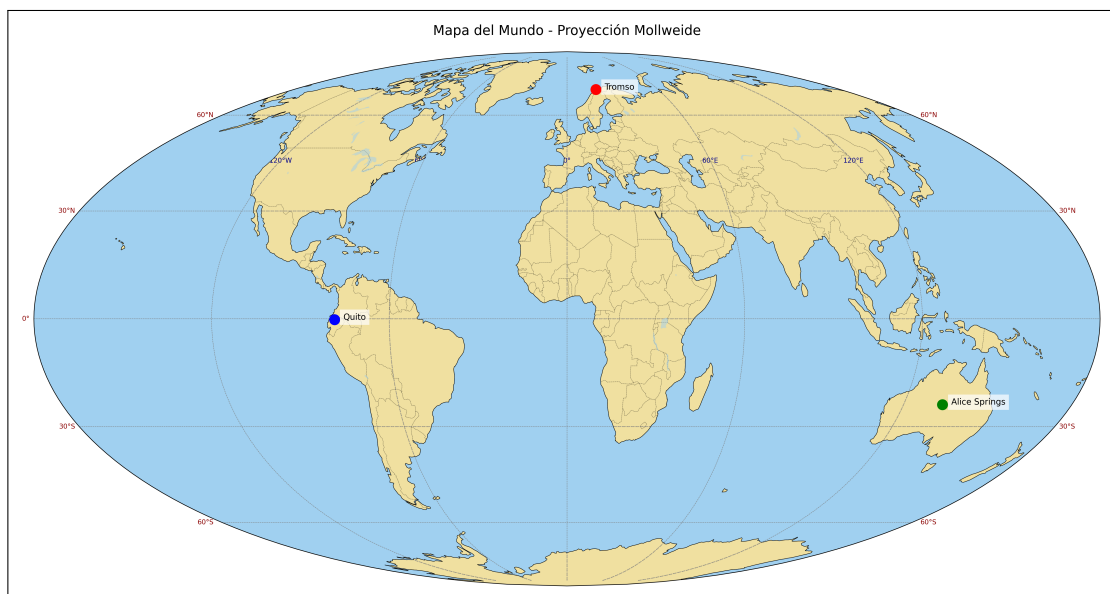 Mapa del Mundo - Proyección Mollweide
Tromso
60°N
60°N
120°W
0°
60°E
120°E
30°N
30°N
0°
Quito
Alice Springs
30°S
30°S
60°S
60°S